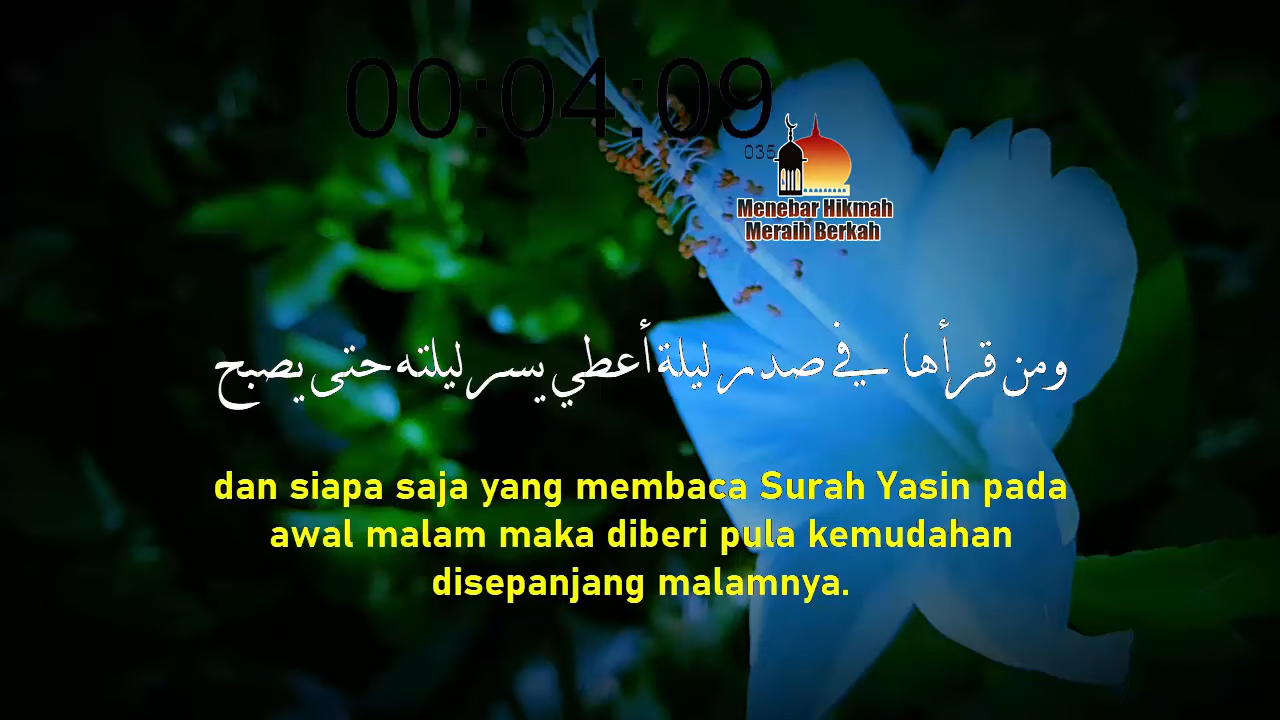 00:04:09
035
Menebar Hikmah
Meraih Berkah
ومن قرأها في صدر ليلة أعطي يسر ليلته حتى يصبح
dan siapa saja yang membaca Surah Yasin pada
awal malam maka diberi pula kemudahan
disepanjang malamnya.